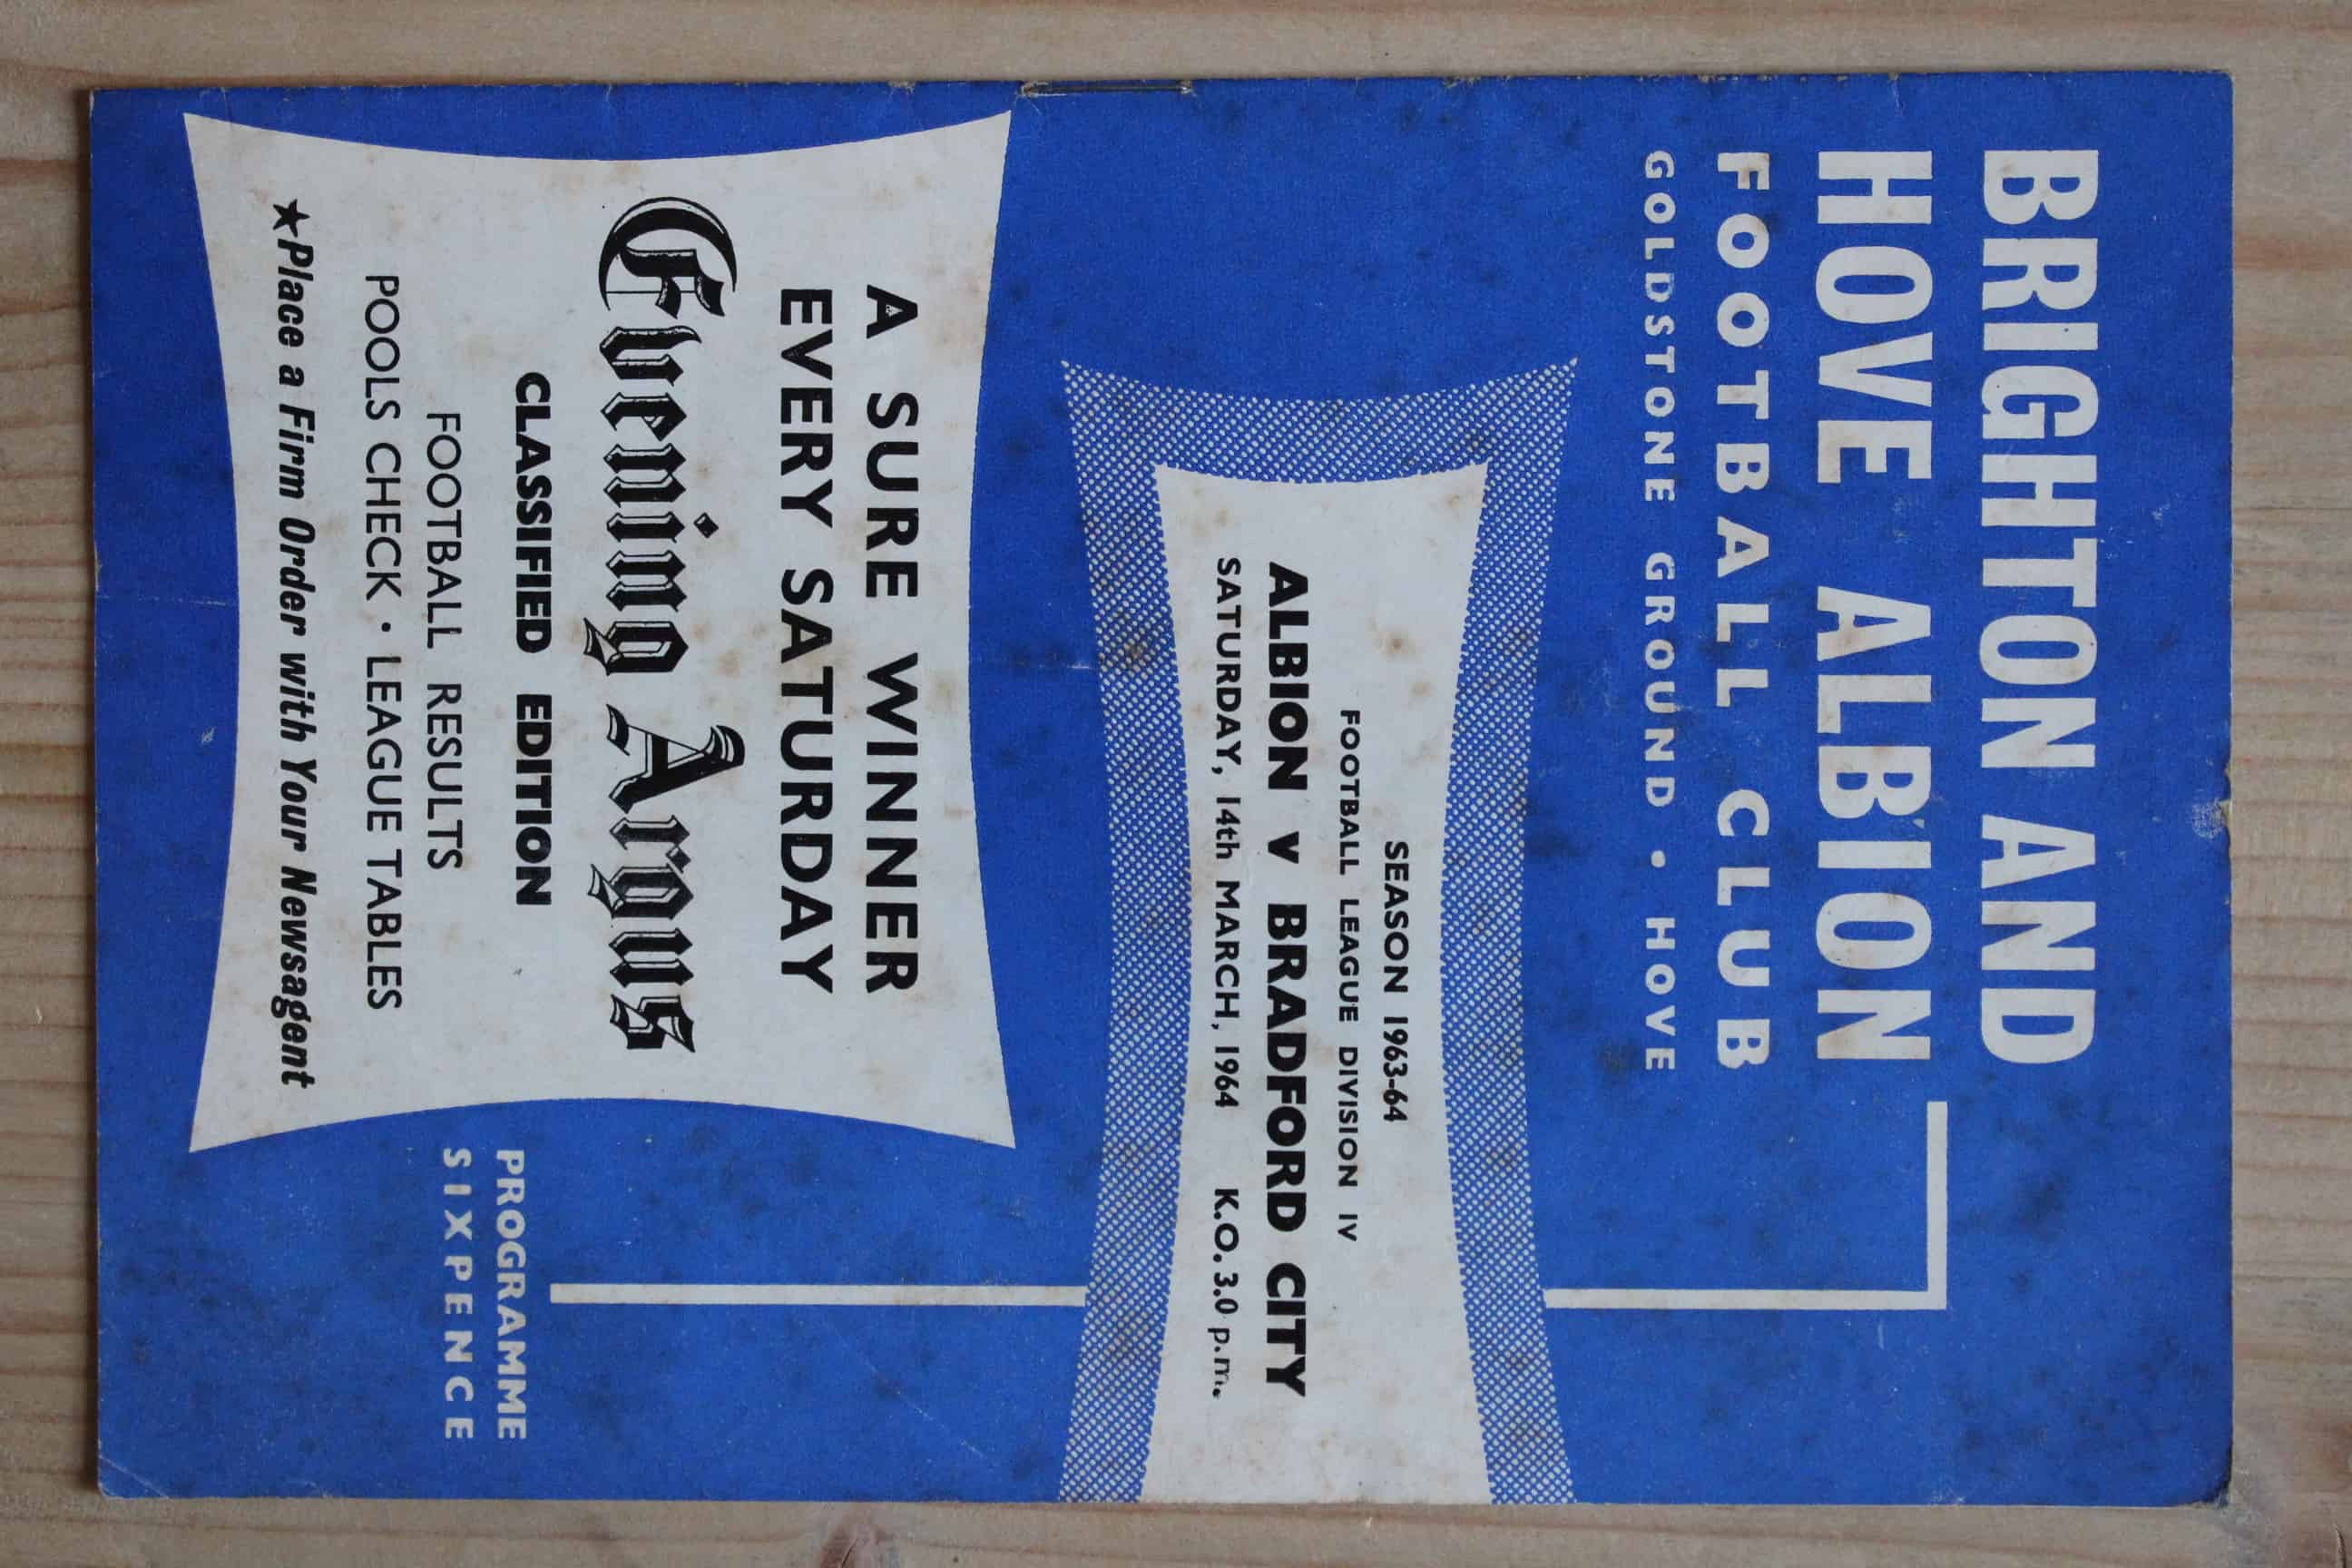 BRIGHTON AND
HOVE ALBION
FOOTBALL CLUB
GOLDSTONE GROUND • HOVE
SEASON 1963-64
FOOTBALL LEAGUE DIVISION IV
ALBION v BRADFORD CITY
SATURDAY, 14th MARCH, 1964 K.O. 3.0 p.m.
A SURE WINNER
EVERY SATURDAY
Evening Argus
CLASSIFIED EDITION
FOOTBALL RESULTS
POOLS CHECK • LEAGUE TABLES
★Place a Firm Order with Your Newsagent
PROGRAMME
SIXPENCE